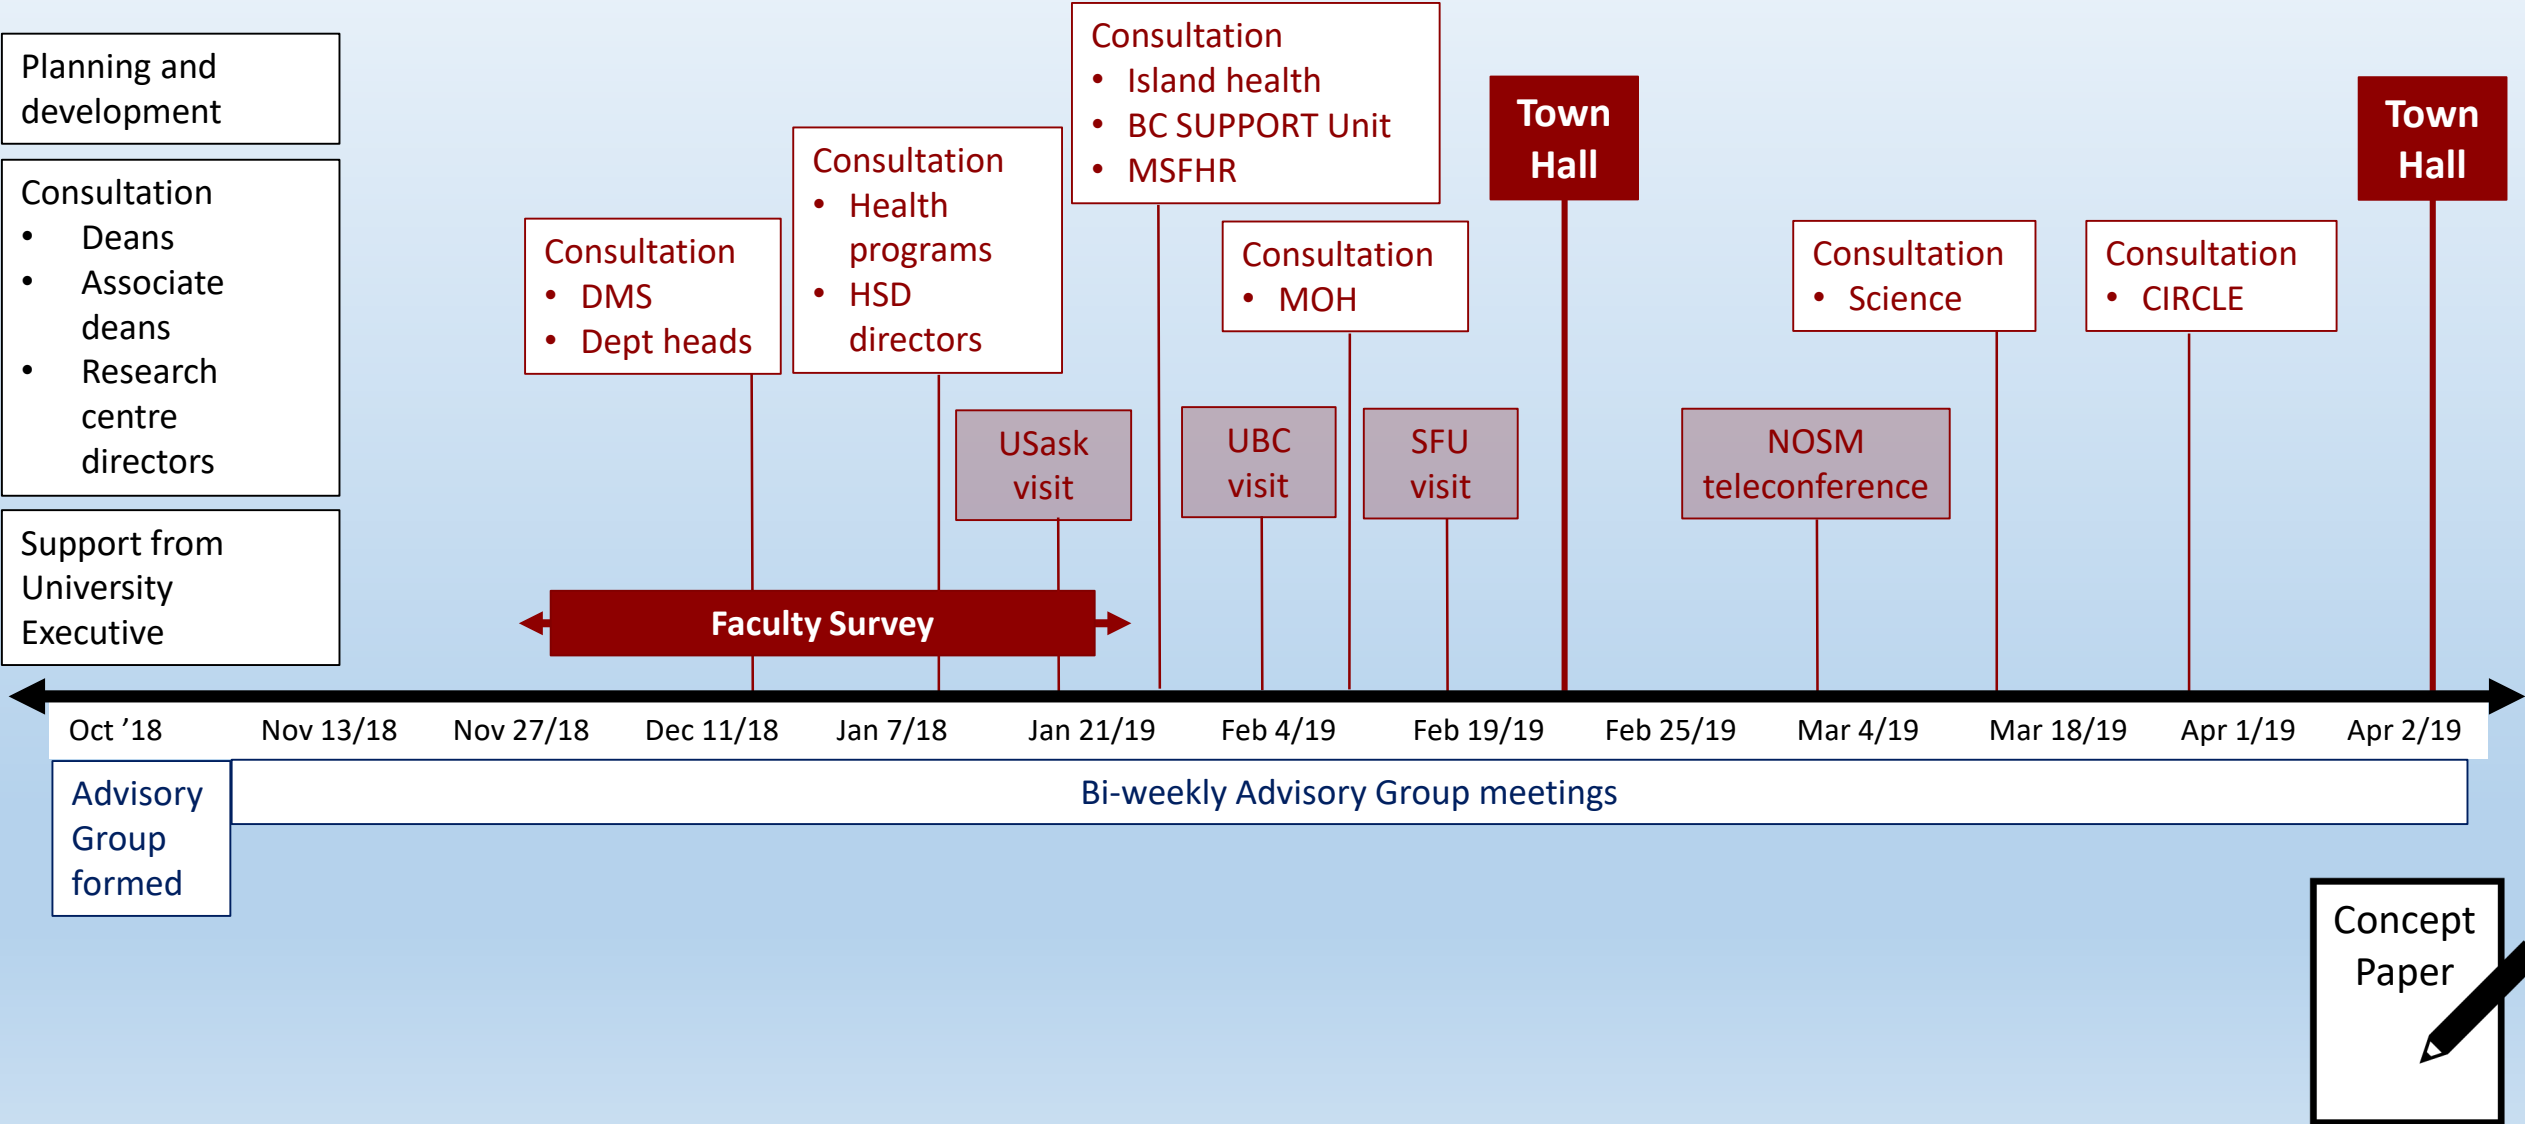 Planning and
development
Consultation
• Deans
• Associate
deans
• Research
centre
directors
Support from
University
Executive
Consultation
• DMS
• Dept heads
Consultation
• Health
programs
• HSD
directors
Consultation
• Island health
• BC SUPPORT Unit
• MSFHR
Consultation
• MOH
Town
Hall
Consultation
• Science
Consultation
• CIRCLE
Town
Hall
USask
visit
UBC
visit
SFU
visit
NOSM
teleconference
Faculty Survey
Oct ’18
Nov 13/18
Nov 27/18
Dec 11/18
Jan 7/18
Jan 21/19
Feb 4/19
Feb 19/19
Feb 25/19
Mar 4/19
Mar 18/19
Apr 1/19
Apr 2/19
Advisory
Group
formed
Bi-weekly Advisory Group meetings
Concept
Paper